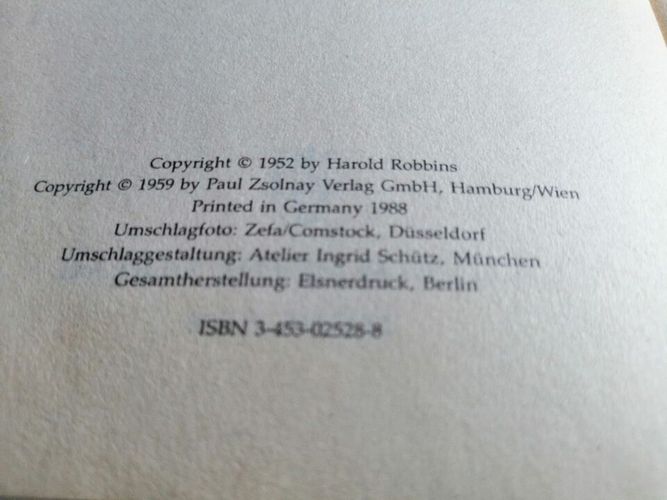 Copyright © 1952 by Harold Robbins
Copyright © 1959 by Paul Zsolnay Verlag GmbH, Hamburg/Wien
Printed in Germany 1988
Umschlagfoto: Zefa/Comstock, Düsseldorf
Umschlaggestaltung: Atelier Ingrid Schütz, München
Gesamtherstellung: Elsnerdruck, Berlin
ISBN 3-453-02528-8